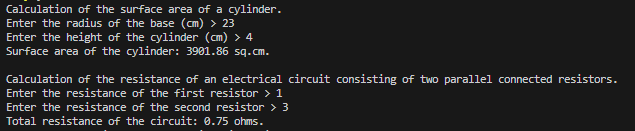 Calculation of the surface area of a cylinder.
Enter the radius of the base (cm) > 23
Enter the height of the cylinder (cm) > 4
Surface area of the cylinder: 3901.86 sq.cm.

Calculation of the resistance of an electrical circuit consisting of two parallel connected resistors.
Enter the resistance of the first resistor > 1
Enter the resistance of the second resistor > 3
Total resistance of the circuit: 0.75 ohms.